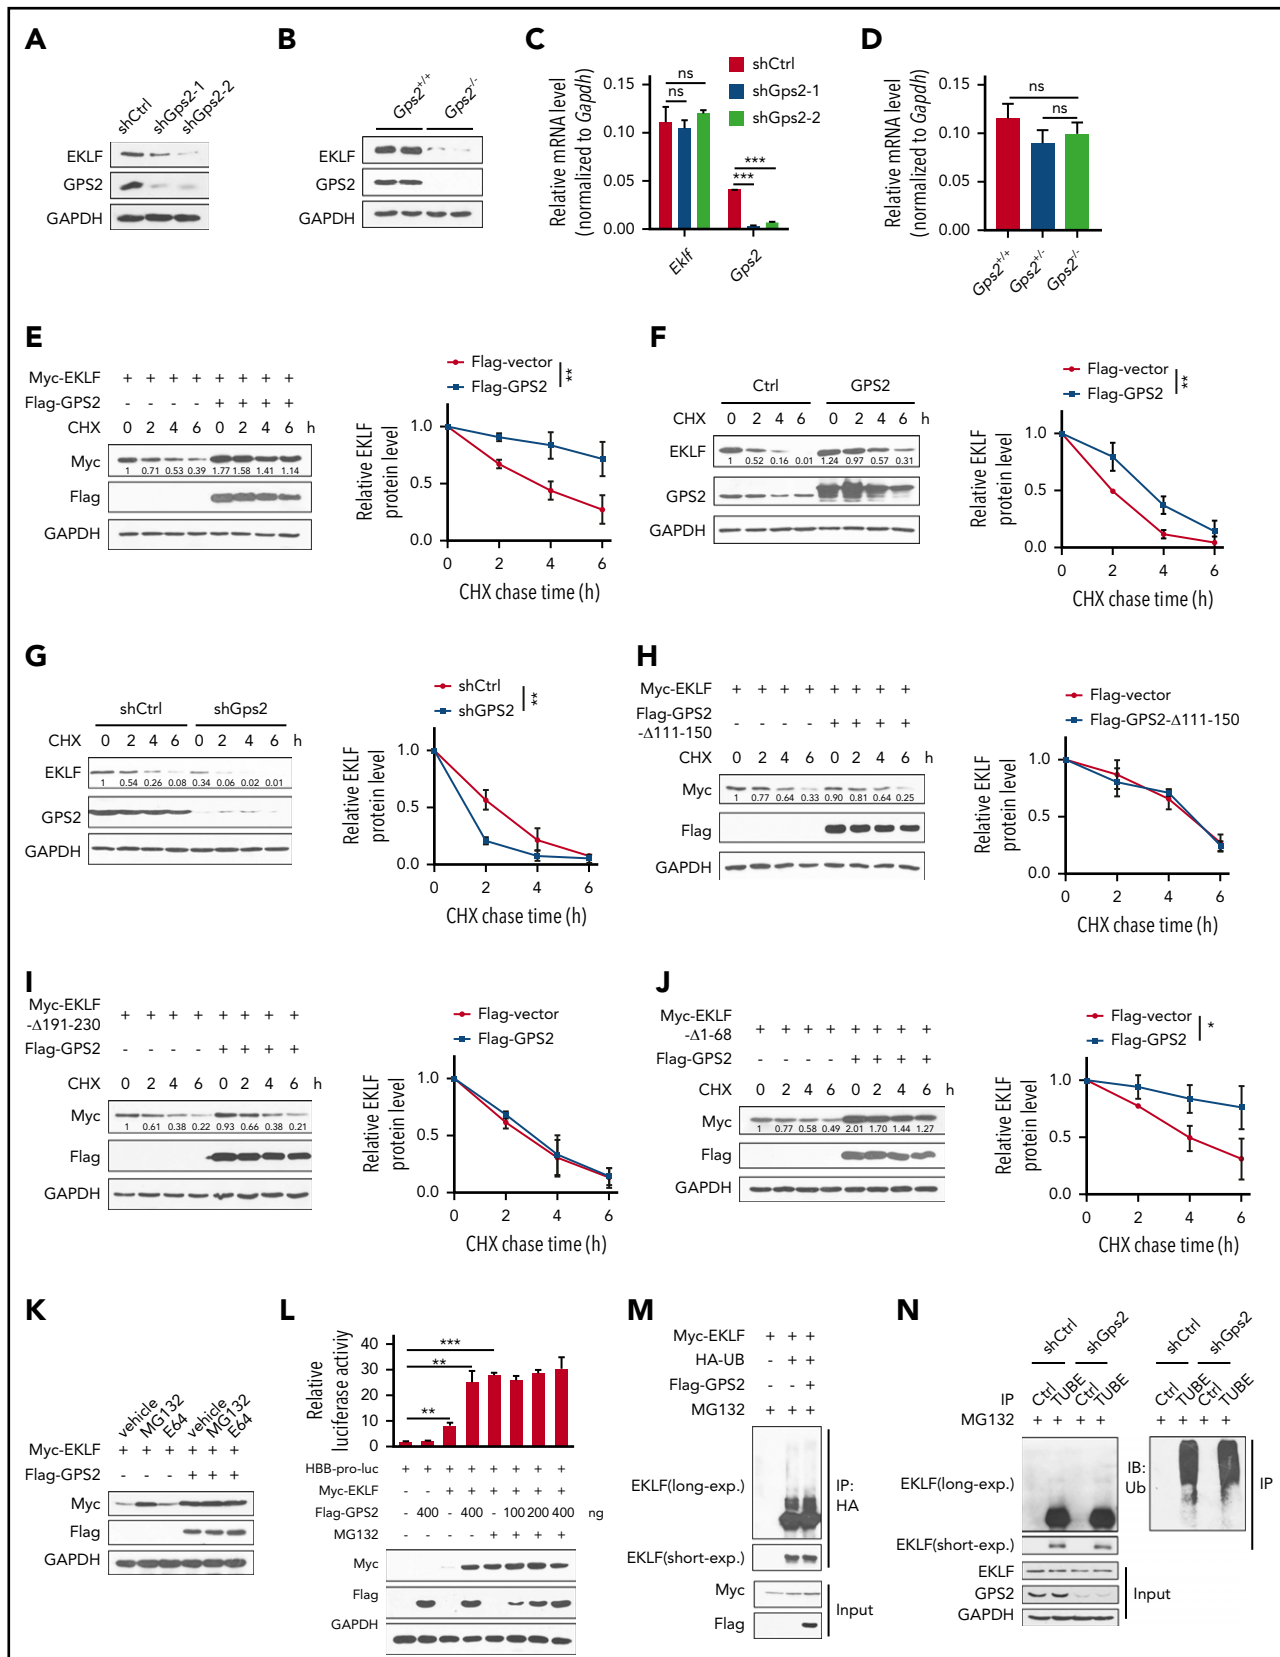 A
shCtrl
shGps2-1
shGps2-2
EKLF
GPS2
GAPDH
B
Gps2+/+
Gps2-/-
EKLF
GPS2
GAPDH
C
Relative mRNA level
(normalized to Gapdh)
0.15
0.10
0.05
0.00
ns
ns
***
***
Eklf
Gps2
shCtrl
shGps2-1
shGps2-2
D
Relative mRNA level
(normalized to Gapdh)
0.15
0.10
0.05
0.00
ns
ns
Gps2+/+
Gps2+/-
Gps2-/-
E
Myc-EKLF + + + + + + + +
Flag-GPS2 - - - - + + + +
CHX 0 2 4 6 0 2 4 6 h
Myc
1 0.71 0.53 0.39 1.77 1.58 1.41 1.14
Flag
GAPDH
Flag-vector
Flag-GPS2
**
Relative EKLF
protein level
1.0
0.5
0.0
0 2 4 6
CHX chase time (h)
F
Ctrl GPS2
CHX 0 2 4 6 0 2 4 6 h
EKLF
1 0.52 0.16 0.01 1.24 0.97 0.57 0.31
GPS2
GAPDH
Flag-vector
Flag-GPS2
**
Relative EKLF
protein level
1.0
0.5
0.0
0 2 4 6
CHX chase time (h)
G
shCtrl shGps2
CHX 0 2 4 6 0 2 4 6 h
EKLF
1 0.54 0.26 0.08 0.34 0.06 0.02 0.01
GPS2
GAPDH
shCtrl
shGPS2
**
Relative EKLF
protein level
1.0
0.5
0.0
0 2 4 6
CHX chase time (h)
H
Myc-EKLF + + + + + + + +
Flag-GPS2
-Δ111-150 - - - - + + + +
CHX 0 2 4 6 0 2 4 6 h
Myc
1 0.77 0.64 0.33 0.90 0.81 0.64 0.25
Flag
GAPDH
Flag-vector
Flag-GPS2-Δ111-150
Relative EKLF
protein level
1.0
0.5
0.0
0 2 4 6
CHX chase time (h)
I
Myc-EKLF
-Δ191-230 + + + + + + + +
Flag-GPS2 - - - - + + + +
CHX 0 2 4 6 0 2 4 6 h
Myc
1 0.61 0.38 0.22 0.93 0.66 0.38 0.21
Flag
GAPDH
Flag-vector
Flag-GPS2
Relative EKLF
protein level
1.0
0.5
0.0
0 2 4 6
CHX chase time (h)
J
Myc-EKLF
-Δ1-68 + + + + + + + +
Flag-GPS2 - - - - + + + +
CHX 0 2 4 6 0 2 4 6 h
Myc
1 0.77 0.58 0.49 2.01 1.70 1.44 1.27
Flag
GAPDH
Flag-vector
Flag-GPS2
*
Relative EKLF
protein level
1.0
0.5
0.0
0 2 4 6
CHX chase time (h)
K
vehicle
MG132
E64
vehicle
MG132
E64
Myc-EKLF + + + + + +
Flag-GPS2 - - - + + +
Myc
Flag
GAPDH
L
Relative
luciferase activiy
40
30
20
10
0
***
**
**
HBB-pro-luc + + + + + + + +
Myc-EKLF - - + + + + + +
Flag-GPS2 - 400 - 400 - 100 200 400 ng
MG132 - - - - + + + +
Myc
Flag
GAPDH
M
Myc-EKLF + + +
HA-UB - + +
Flag-GPS2 - - +
MG132 + + +
EKLF(long-exp.)
IP:
HA
EKLF(short-exp.)
Myc
Flag
Input
N
shCtrl
shGps2
shCtrl
shGps2
IP
Ctrl
TUBE
Ctrl
TUBE
Ctrl
TUBE
Ctrl
TUBE
MG132 + + + + + + + +
EKLF(long-exp.)
IB:
Ub
IP
EKLF(short-exp.)
EKLF
GPS2
GAPDH
Input